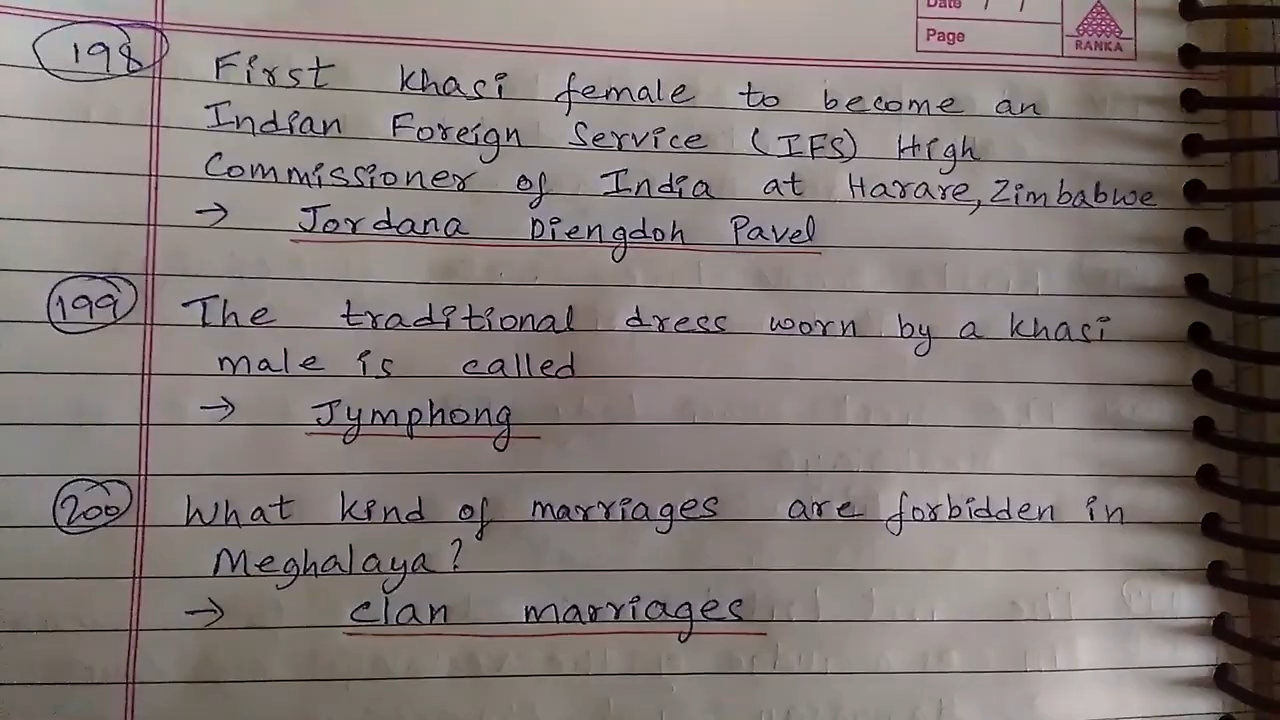 Date / /
Page
RANKA
198 First khasi female to become an
Indian Foreign Service (IFS) High
Commissioner of India at Harare, Zimbabwe
→ Jordana Diengdoh Pavel
199 The traditional dress worn by a khasi
male is called
→ Jymphong
200 What kind of marriages are forbidden in
Meghalaya?
→ clan marriages